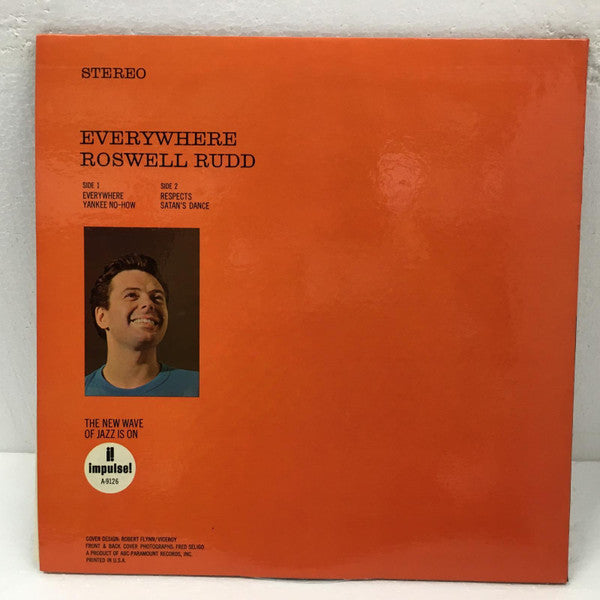 STEREO
EVERYWHERE
ROSWELL RUDD
SIDE 1
EVERYWHERE
YANKEE NO-HOW
SIDE 2
RESPECTS
SATAN'S DANCE
THE NEW WAVE
OF JAZZ IS ON
impulse!
A-9126
COVER DESIGN: ROBERT FLYNN/VICEROY
FRONT & BACK COVER PHOTOGRAPHS: FRED SELIGO
A PRODUCT OF ABC-PARAMOUNT RECORDS, INC.
PRINTED IN U.S.A.